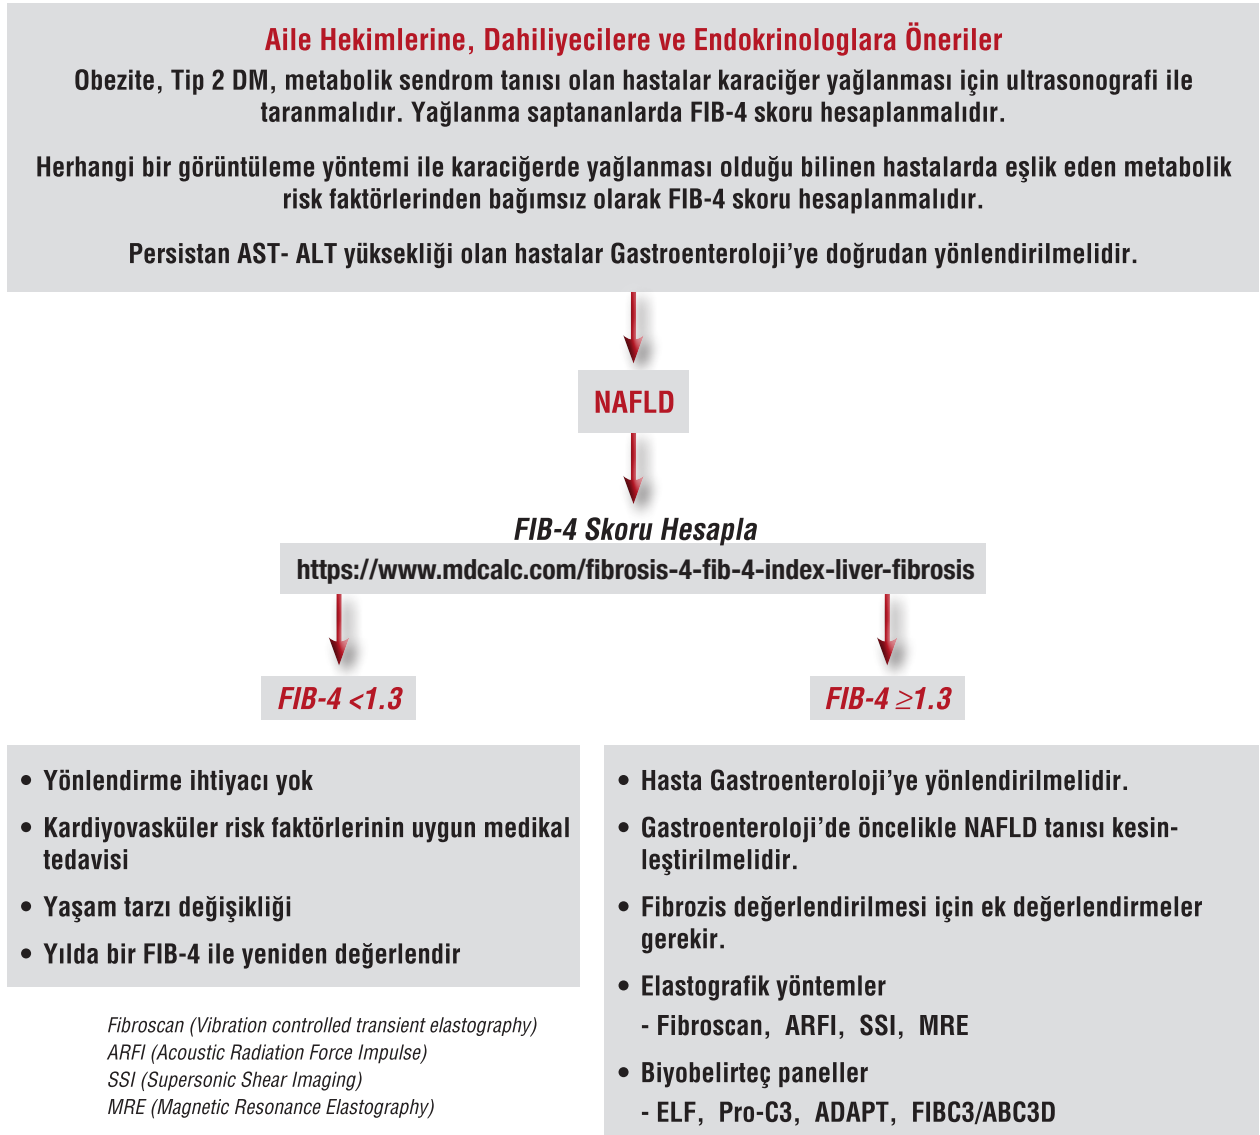 Aile Hekimlerine, Dahiliyecilere ve Endokrinologlara Öneriler
Obezite, Tip 2 DM, metabolik sendrom tanısı olan hastalar karaciğer yağlanması için ultrasonografi ile
taranmalıdır. Yağlanma saptananlarda FIB-4 skoru hesaplanmalıdır.
Herhangi bir görüntüleme yöntemi ile karaciğerde yağlanması olduğu bilinen hastalarda eşlik eden metabolik
risk faktörlerinden bağımsız olarak FIB-4 skoru hesaplanmalıdır.
Persistan AST- ALT yüksekliği olan hastalar Gastroenteroloji’ye doğrudan yönlendirilmelidir.
NAFLD
FIB-4 Skoru Hesapla
https://www.mdcalc.com/fibrosis-4-fib-4-index-liver-fibrosis
FIB-4 <1.3
• Yönlendirme ihtiyacı yok
• Kardiyovasküler risk faktörlerinin uygun medikal
tedavisi
• Yaşam tarzı değişikliği
• Yılda bir FIB-4 ile yeniden değerlendir
FIB-4 ≥1.3
• Hasta Gastroenteroloji’ye yönlendirilmelidir.
• Gastroenteroloji’de öncelikle NAFLD tanısı kesin-
leştirilmelidir.
• Fibrozis değerlendirilmesi için ek değerlendirmeler
gerekir.
• Elastografik yöntemler
- Fibroscan, ARFI, SSI, MRE
• Biyobelirteç paneller
- ELF, Pro-C3, ADAPT, FIBC3/ABC3D
Fibroscan (Vibration controlled transient elastography)
ARFI (Acoustic Radiation Force Impulse)
SSI (Supersonic Shear Imaging)
MRE (Magnetic Resonance Elastography)